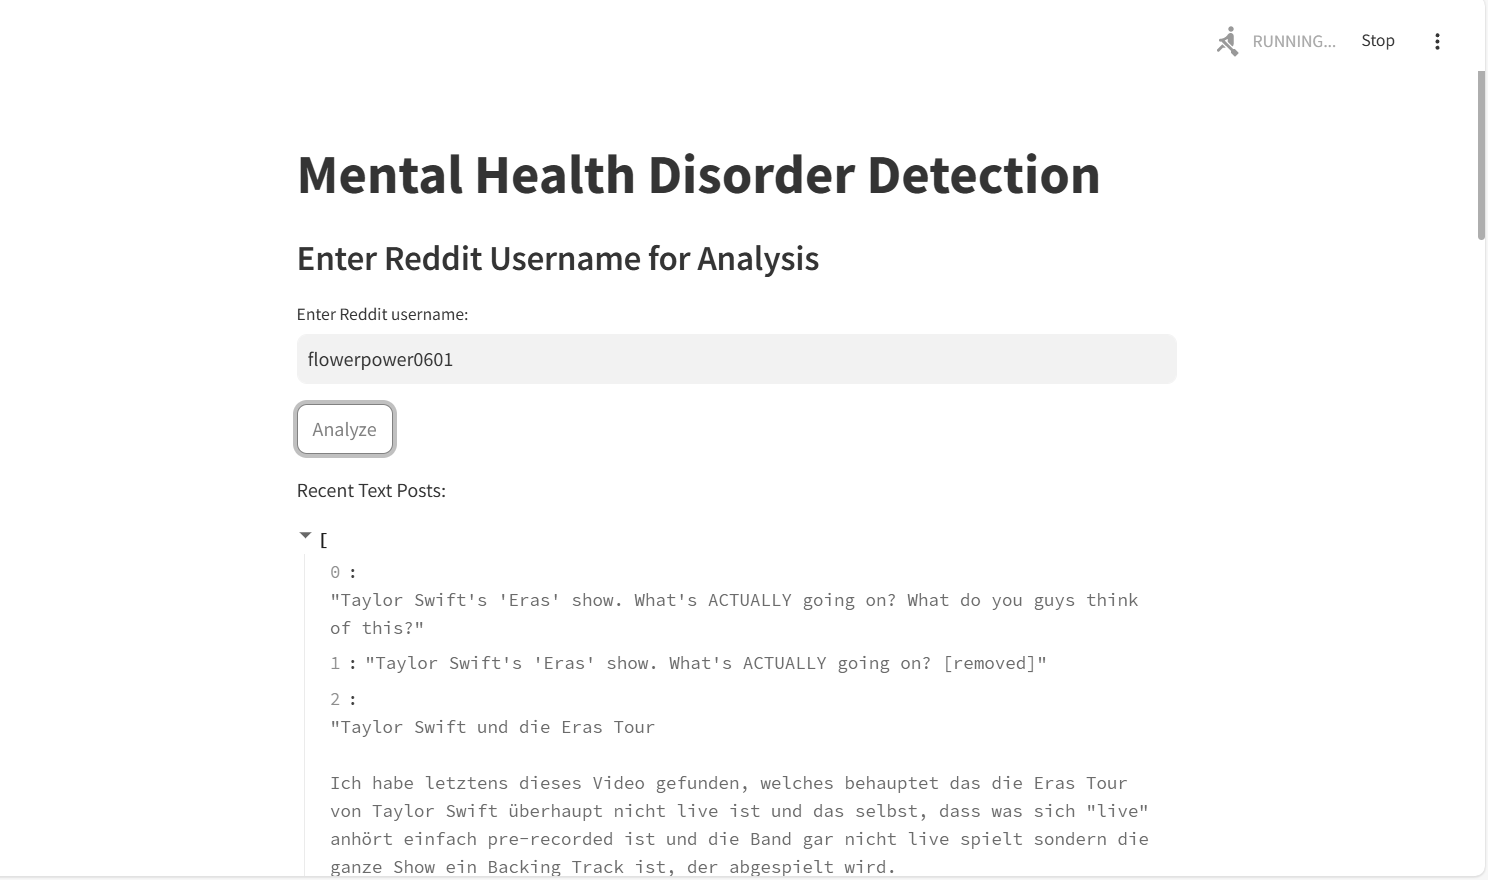 RUNNING... Stop
Mental Health Disorder Detection
Enter Reddit Username for Analysis
Enter Reddit username:
flowerpower0601
Analyze
Recent Text Posts:
[
0 :
"Taylor Swift's 'Eras' show. What's ACTUALLY going on? What do you guys think
of this?"
1 : "Taylor Swift's 'Eras' show. What's ACTUALLY going on? [removed]"
2 :
"Taylor Swift und die Eras Tour
Ich habe letztens dieses Video gefunden, welches behauptet das die Eras Tour
von Taylor Swift überhaupt nicht live ist und das selbst, dass was sich "live"
anhört einfach pre-recorded ist und die Band gar nicht live spielt sondern die
ganze Show ein Backing Track ist, der abgespielt wird.